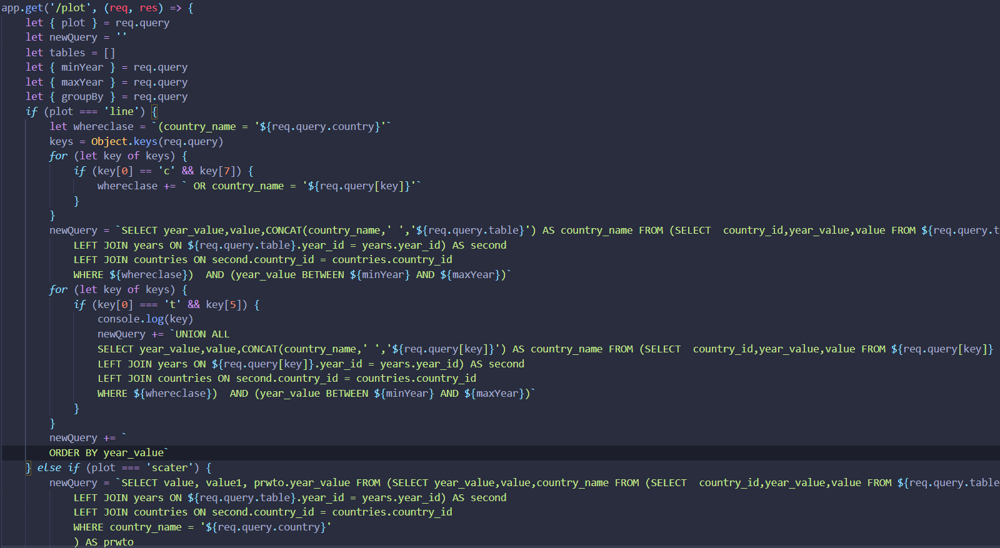 app.get('/plot', (req, res) => {
    let { plot } = req.query
    let newQuery = ''
    let tables = []
    let { minYear } = req.query
    let { maxYear } = req.query
    let { groupBy } = req.query
    if (plot === 'line') {
        let whereclase = `(country_name = '${req.query.country}'`
        keys = Object.keys(req.query)
        for (let key of keys) {
            if (key[0] == 'c' && key[7]) {
                whereclase += ` OR country_name = '${req.query[key]}'`
            }
        }
        newQuery = `SELECT year_value,value,CONCAT(country_name,' ','${req.query.table}') AS country_name FROM (SELECT  country_id,year_value,value FROM ${req.query.t
            LEFT JOIN years ON ${req.query.table}.year_id = years.year_id) AS second
            LEFT JOIN countries ON second.country_id = countries.country_id
            WHERE ${whereclase})  AND (year_value BETWEEN ${minYear} AND ${maxYear})`
        for (let key of keys) {
            if (key[0] === 't' && key[5]) {
                console.log(key)
                newQuery += `UNION ALL
                SELECT year_value,value,CONCAT(country_name,' ','${req.query[key]}') AS country_name FROM (SELECT  country_id,year_value,value FROM ${req.query[key]}
                LEFT JOIN years ON ${req.query[key]}.year_id = years.year_id) AS second
                LEFT JOIN countries ON second.country_id = countries.country_id
                WHERE ${whereclase})  AND (year_value BETWEEN ${minYear} AND ${maxYear})`
            }
        }
        newQuery += `
        ORDER BY year_value`
    } else if (plot === 'scater') {
        newQuery = `SELECT value, value1, prwto.year_value FROM (SELECT year_value,value,country_name FROM (SELECT  country_id,year_value,value FROM ${req.query.table
            LEFT JOIN years ON ${req.query.table}.year_id = years.year_id) AS second
            LEFT JOIN countries ON second.country_id = countries.country_id
            WHERE country_name = '${req.query.country}'
            ) AS prwto